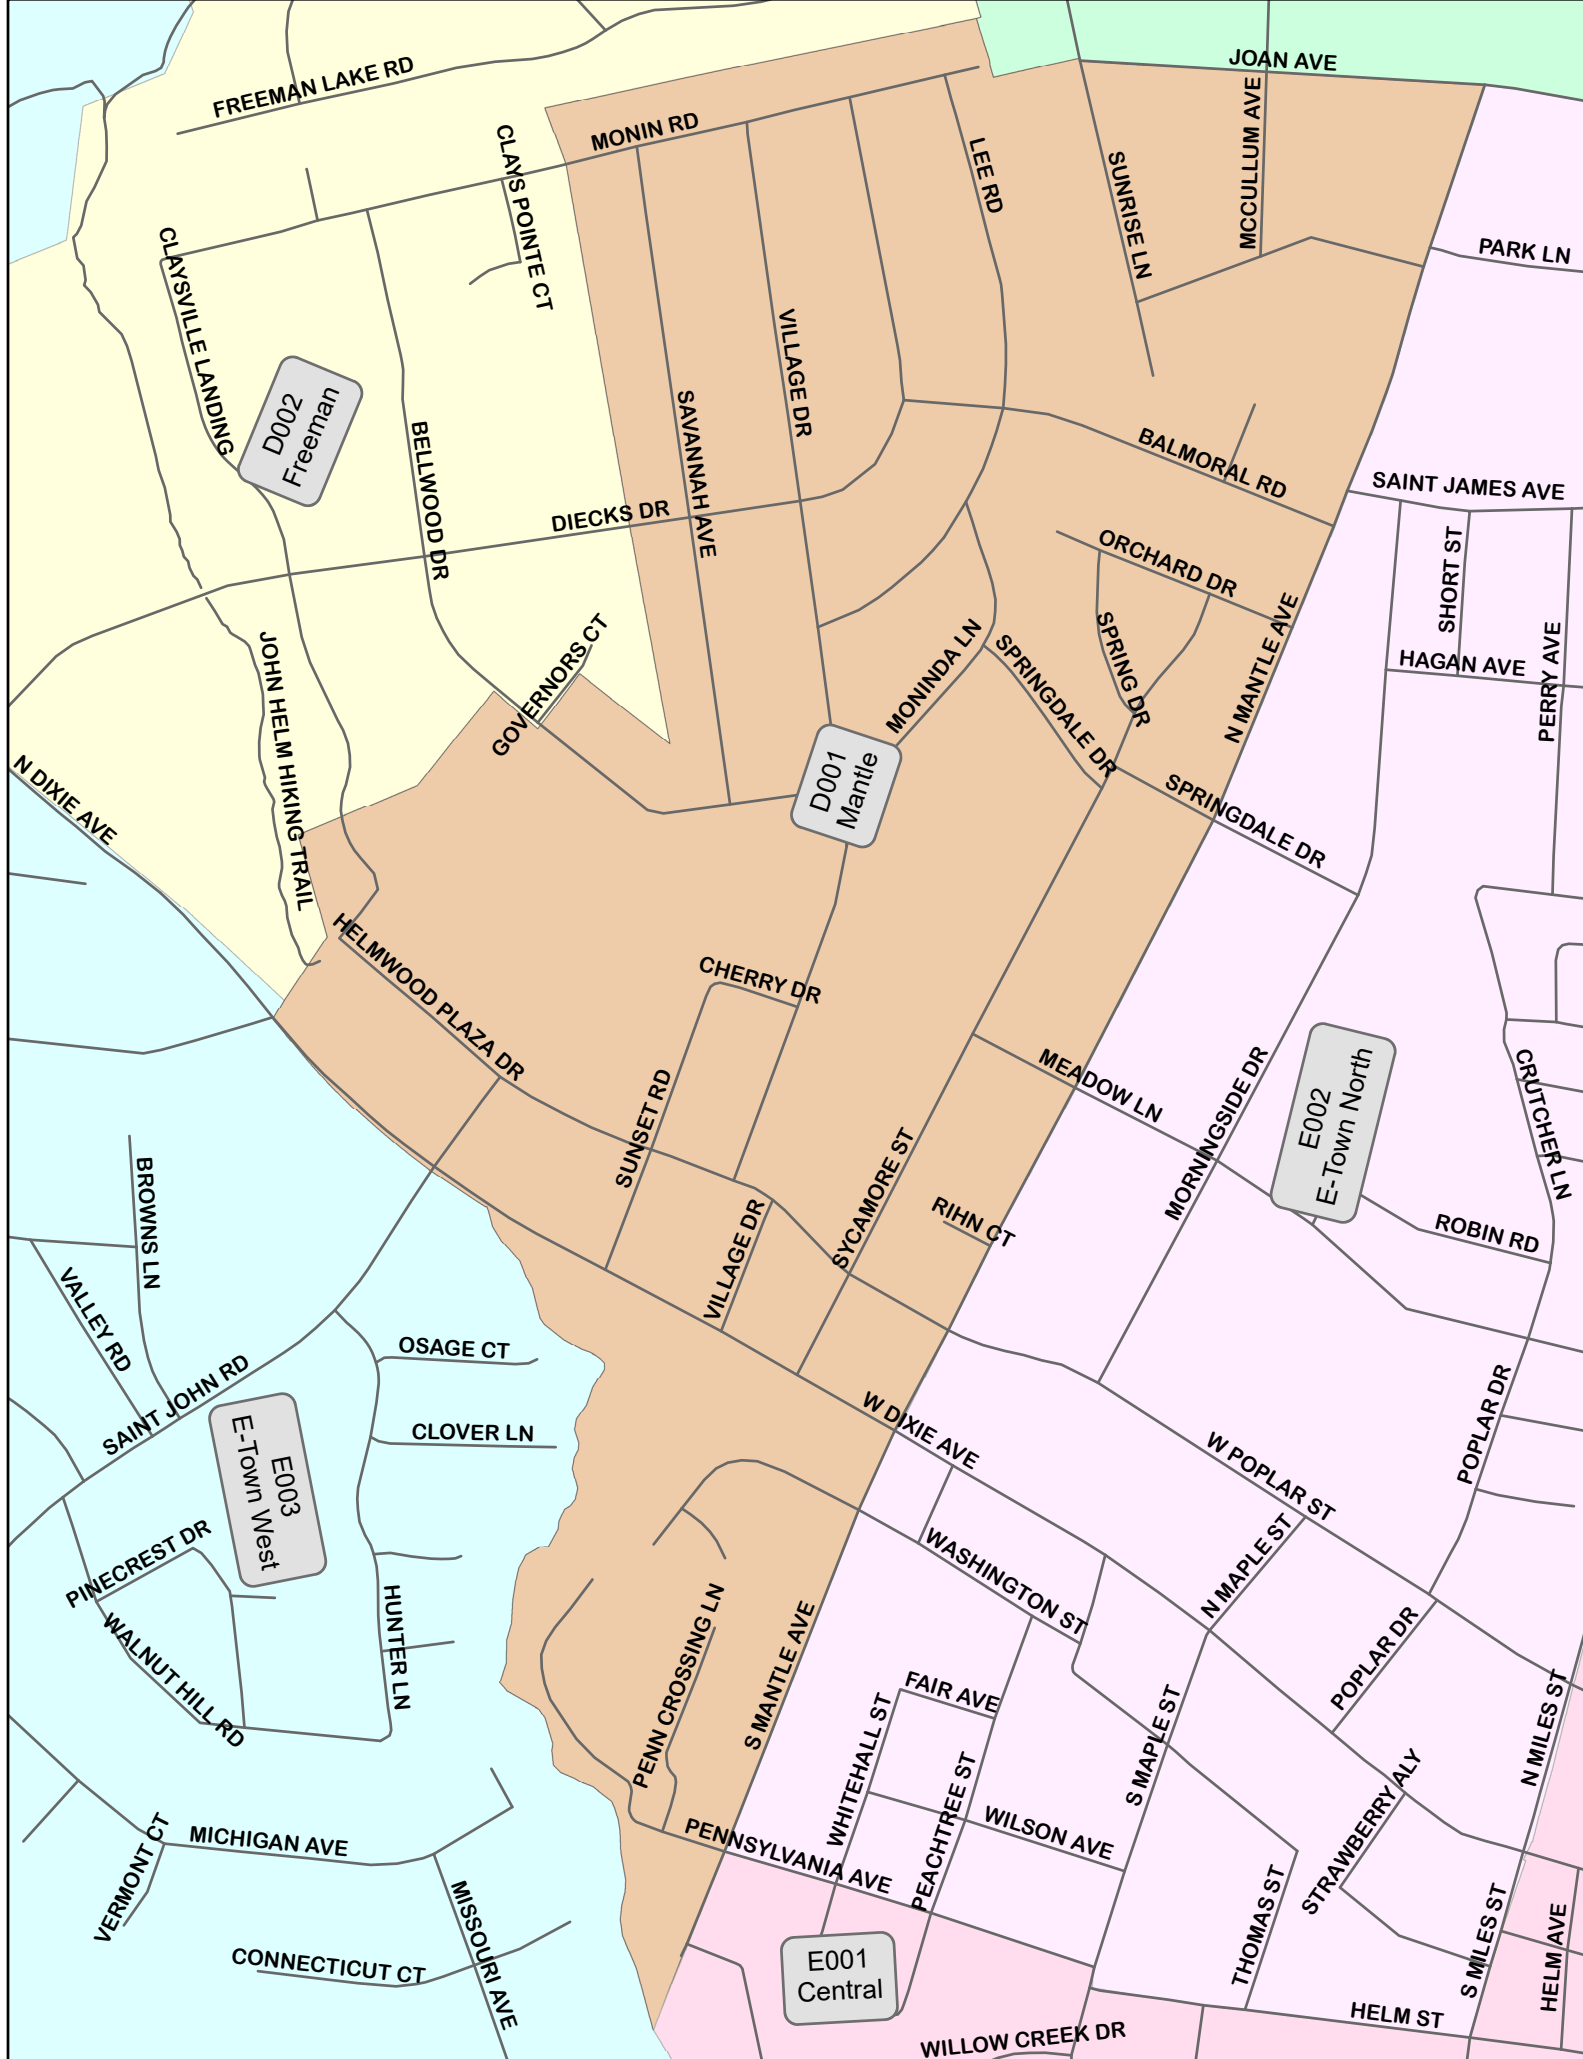 JOAN AVE
FREEMAN LAKE RD
MCCULLUM AVE
MONIN RD
CLAYS POINTE CT
LEE RD
SUNRISE LN
PARK LN
CLAYSVILLE LANDING
VILLAGE DR
D002
Freeman
SAVANNAH AVE
BELLWOOD DR
BALMORAL RD
SAINT JAMES AVE
DIECKS DR
ORCHARD DR
SHORT ST
N MANTLE AVE
GOVERNORS CT
MONINDA LN
SPRING DR
SPRINGDALE DR
HAGAN AVE
PERRY AVE
JOHN HELM HIKING TRAIL
N DIXIE AVE
D001
Mantle
SPRINGDALE DR
HELMWOOD PLAZA DR
CHERRY DR
MEADOW LN
MORNINGSIDE DR
E002
E-Town North
CRUTCHER LN
SUNSET RD
SYCAMORE ST
RIHN CT
ROBIN RD
BROWNS LN
VALLEY RD
VILLAGE DR
OSAGE CT
SAINT JOHN RD
CLOVER LN
W DIXIE AVE
POPLAR DR
W POPLAR ST
E003
E-Town West
PINECREST DR
WASHINGTON ST
N MAPLE ST
HUNTER LN
WALNUT HILL RD
PENN CROSSING LN
S MANTLE AVE
POPLAR DR
FAIR AVE
WHITEHALL ST
S MAPLE ST
N MILES ST
PEACHTREE ST
STRAWBERRY ALY
WILSON AVE
MICHIGAN AVE
VERMONT CT
PENNSYLVANIA AVE
MISSOURI AVE
THOMAS ST
S MILES ST
HELM AVE
CONNECTICUT CT
E001
Central
HELM ST
WILLOW CREEK DR